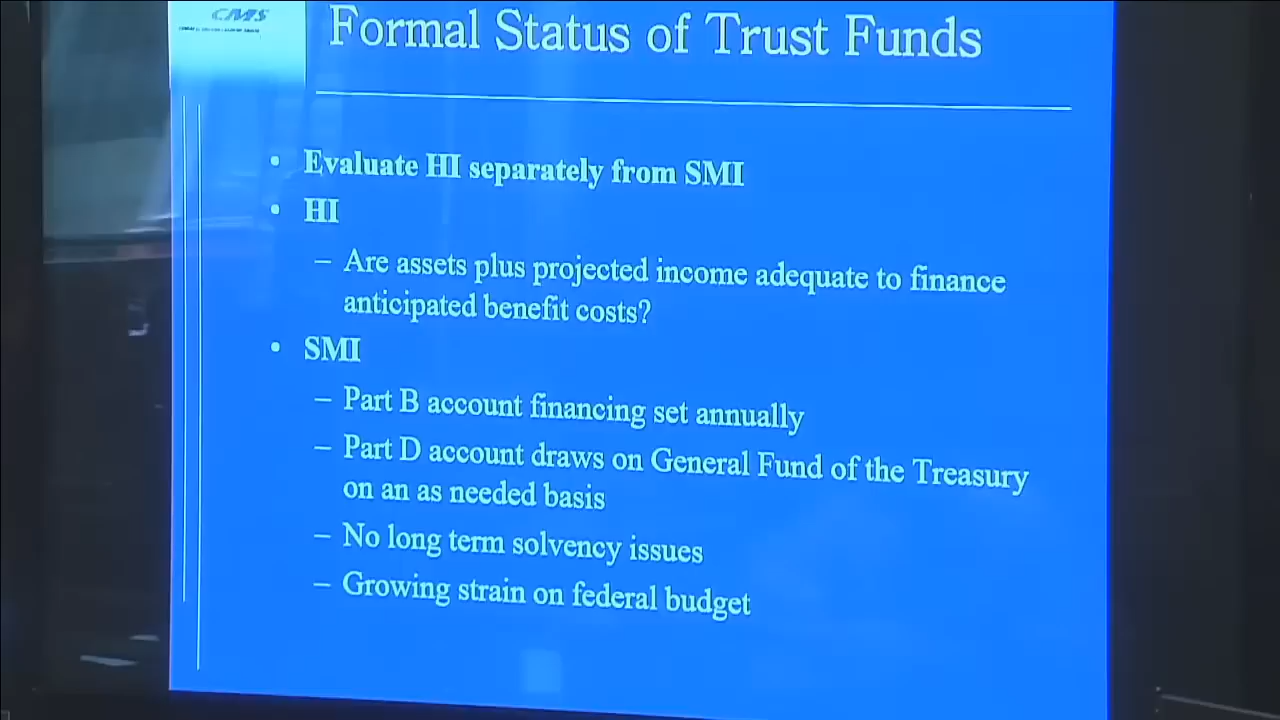 CMS
Formal Status of Trust Funds
• Evaluate HI separately from SMI
• HI
– Are assets plus projected income adequate to finance
anticipated benefit costs?
• SMI
– Part B account financing set annually
– Part D account draws on General Fund of the Treasury
on an as needed basis
– No long term solvency issues
– Growing strain on federal budget